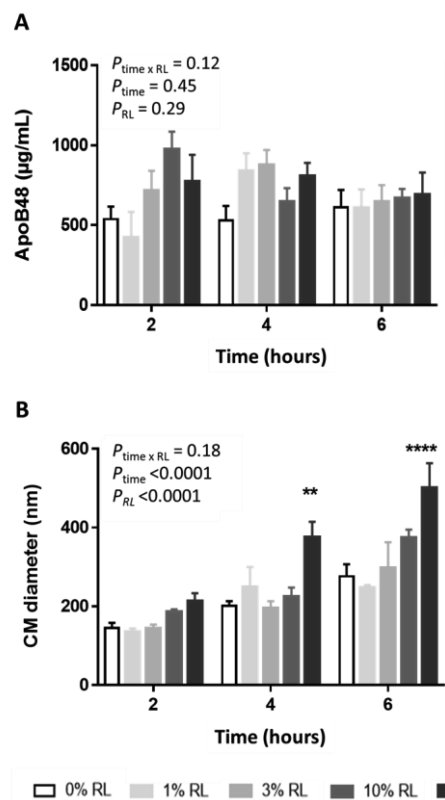 A
1500
1000
500
0
ApoB48 (µg/mL)
P time x RL = 0.12
P time = 0.45
P RL = 0.29
2 4 6
Time (hours)
B
600
400
200
0
CM diameter (nm)
P time x RL = 0.18
P time <0.0001
P RL <0.0001
**
****
2 4 6
Time (hours)
0% RL 1% RL 3% RL 10% RL